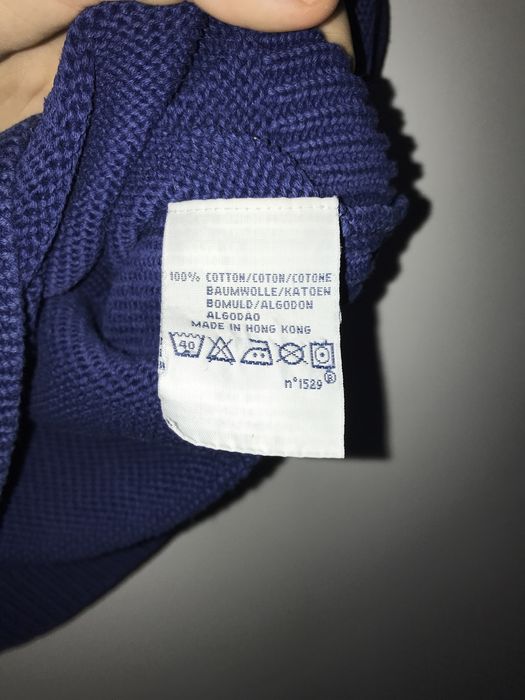 100% COTTON/COTON/COTONE
BAUMWOLLE/KATOEN
BOMULD/ALGODON
ALGODAO
MADE IN HONG KONG
40
®
n°1529